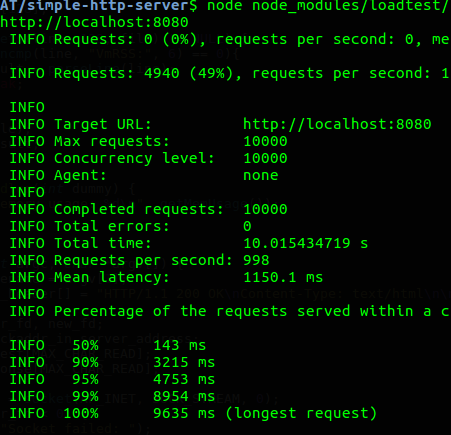 AT/simple-http-server$ node node_modules/loadtest/
http://localhost:8080
INFO Requests: 0 (0%), requests per second: 0, me
INFO Requests: 4940 (49%), requests per second: 1
INFO
INFO Target URL: http://localhost:8080
INFO Max requests: 10000
INFO Concurrency level: 10000
INFO Agent: none
INFO
INFO Completed requests: 10000
INFO Total errors: 0
INFO Total time: 10.015434719 s
INFO Requests per second: 998
INFO Mean latency: 1150.1 ms
INFO
INFO Percentage of the requests served within a c
INFO 50% 143 ms
INFO 90% 3215 ms
INFO 95% 4753 ms
INFO 99% 8954 ms
INFO 100% 9635 ms (longest request)